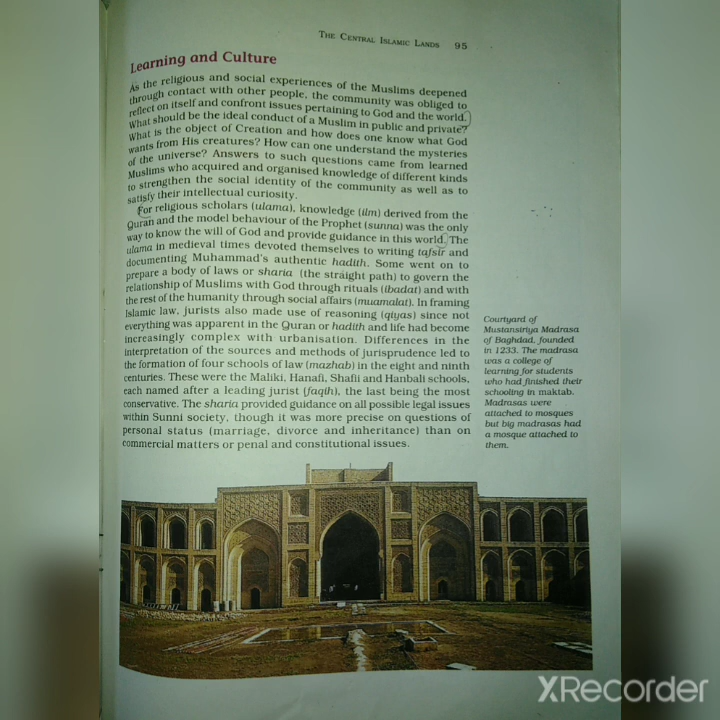 THE CENTRAL ISLAMIC LANDS 95
Learning and Culture
As the religious and social experiences of the Muslims deepened
through contact with other people, the community was obliged to
reflect on itself and confront issues pertaining to God and the world.
What should be the ideal conduct of a Muslim in public and private?
What is the object of Creation and how does one know what God
wants from His creatures? How can one understand the mysteries
of the universe? Answers to such questions came from learned
Muslims who acquired and organised knowledge of different kinds
to strengthen the social identity of the community as well as to
satisfy their intellectual curiosity.
For religious scholars (ulama), knowledge (ilm) derived from the
Quran and the model behaviour of the Prophet (sunna) was the only
way to know the will of God and provide guidance in this world. The
ulama in medieval times devoted themselves to writing tafsir and
documenting Muhammad's authentic hadith. Some went on to
prepare a body of laws or sharia (the straight path) to govern the
relationship of Muslims with God through rituals (ibadat) and with
the rest of the humanity through social affairs (muamalat). In framing
Islamic law, jurists also made use of reasoning (qiyas) since not
everything was apparent in the Quran or hadith and life had become
increasingly complex with urbanisation. Differences in the
interpretation of the sources and methods of jurisprudence led to
the formation of four schools of law (mazhab) in the eight and ninth
centuries. These were the Maliki, Hanafi, Shafii and Hanbali schools,
each named after a leading jurist (faqih), the last being the most
conservative. The sharia provided guidance on all possible legal issues
within Sunni society, though it was more precise on questions of
personal status (marriage, divorce and inheritance) than on
commercial matters or penal and constitutional issues.
Courtyard of
Mustansiriya Madrasa
of Baghdad, founded
in 1233. The madrasa
was a college of
learning for students
who had finished their
schooling in maktab.
Madrasas were
attached to mosques
but big madrasas had
a mosque attached to
them.
XRecorder